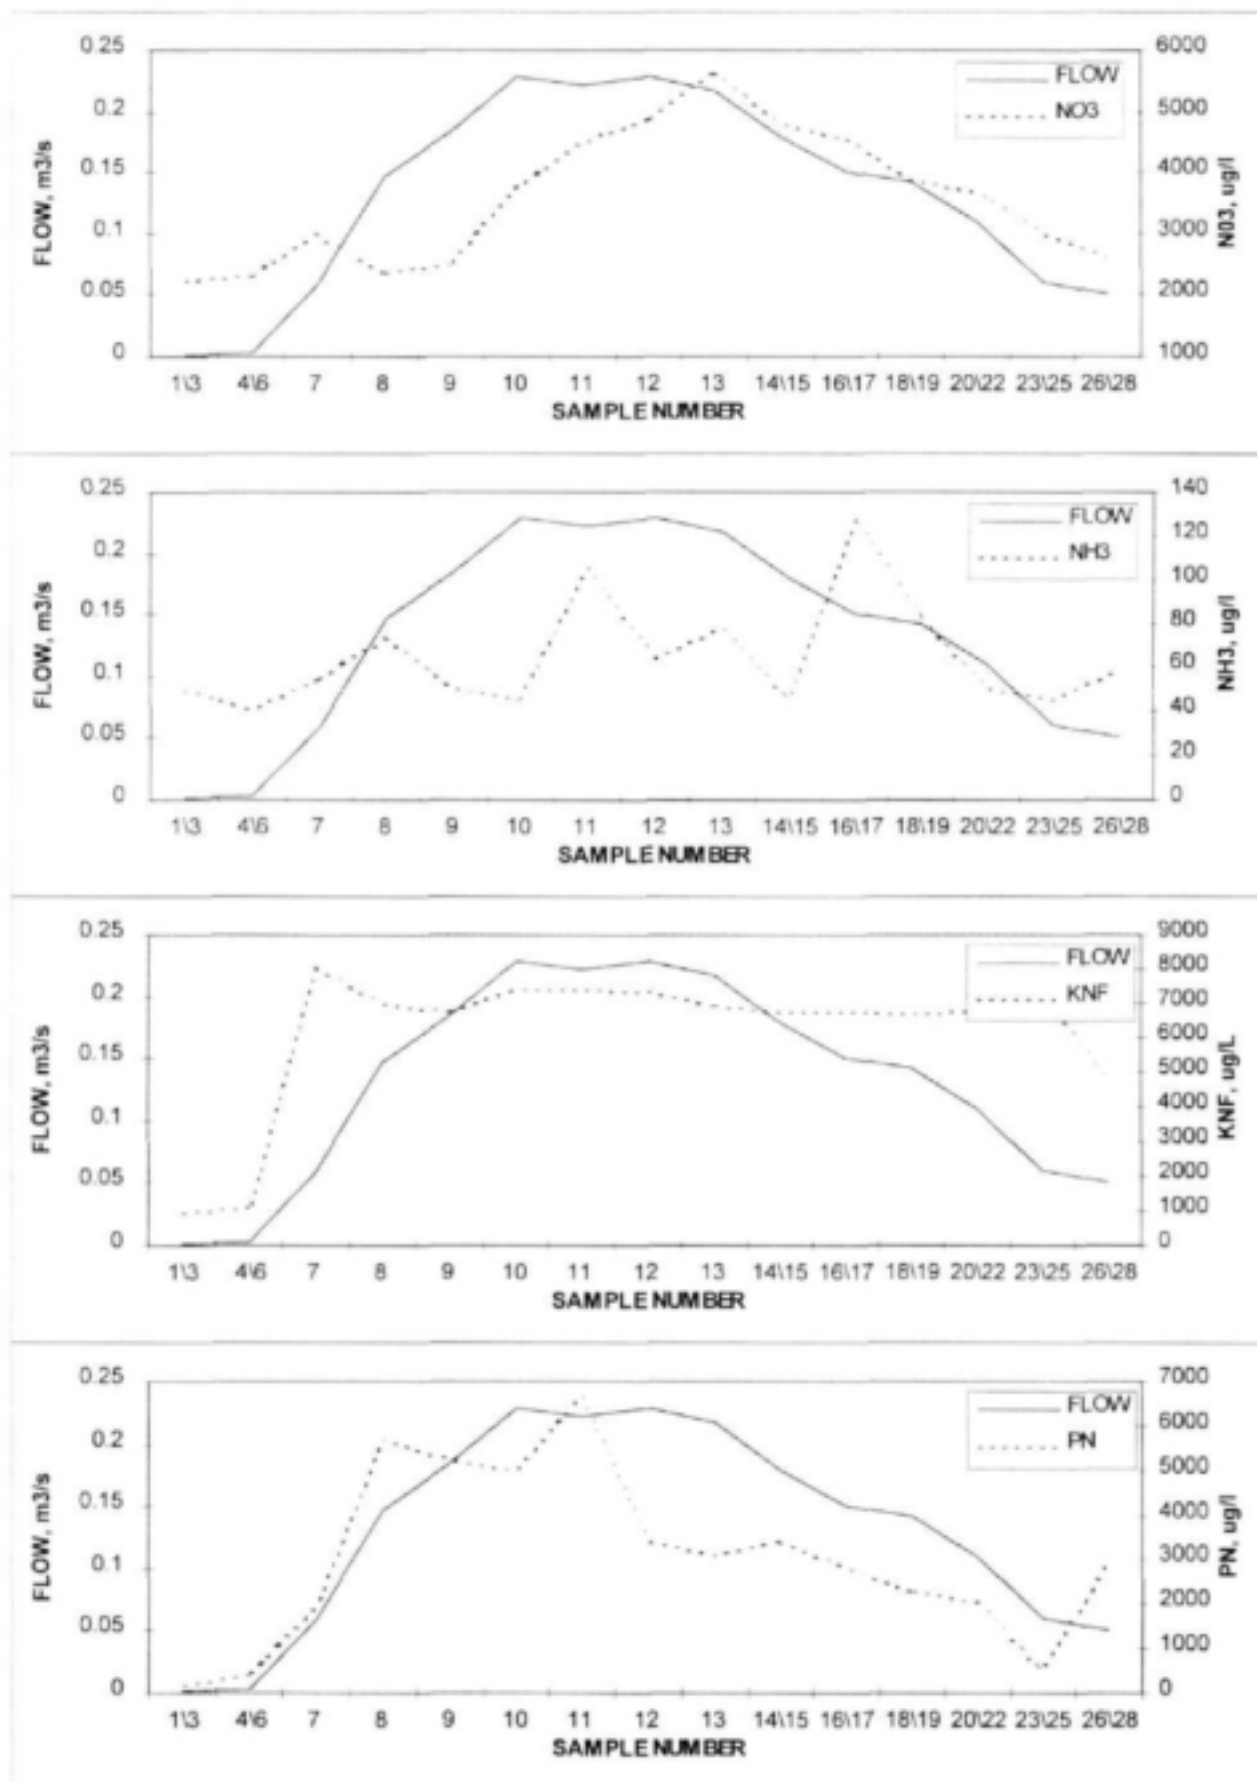 0.25
0.2
0.15
0.1
0.05
0
FLOW, m3/s
6000
5000
4000
3000
2000
1000
N03, ug/l
FLOW
NO3
1\3 4\6 7 8 9 10 11 12 13 14\15 16\17 18\19 20\22 23\25 26\28
SAMPLE NUMBER
0.25
0.2
0.15
0.1
0.05
0
FLOW, m3/s
140
120
100
80
60
40
20
0
NH3, ug/l
FLOW
NH3
1\3 4\6 7 8 9 10 11 12 13 14\15 16\17 18\19 20\22 23\25 26\28
SAMPLE NUMBER
0.25
0.2
0.15
0.1
0.05
0
FLOW, m3/s
9000
8000
7000
6000
5000
4000
3000
2000
1000
0
KNF, ug/L
FLOW
KNF
1\3 4\6 7 8 9 10 11 12 13 14\15 16\17 18\19 20\22 23\25 26\28
SAMPLE NUMBER
0.25
0.2
0.15
0.1
0.05
0
FLOW, m3/s
7000
6000
5000
4000
3000
2000
1000
0
PN, ug/l
FLOW
PN
1\3 4\6 7 8 9 10 11 12 13 14\15 16\17 18\19 20\22 23\25 26\28
SAMPLE NUMBER